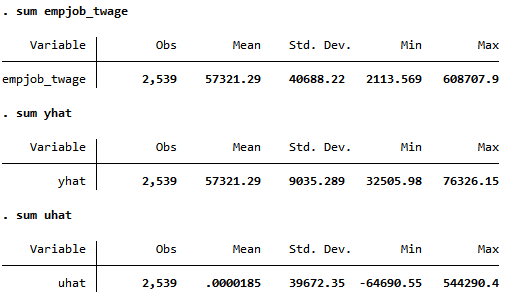 . sum empjob_twage
Variable Obs Mean Std. Dev. Min Max
empjob_twage 2,539 57321.29 40688.22 2113.569 608707.9
. sum yhat
Variable Obs Mean Std. Dev. Min Max
yhat 2,539 57321.29 9035.289 32505.98 76326.15
. sum uhat
Variable Obs Mean Std. Dev. Min Max
uhat 2,539 .0000185 39672.35 -64690.55 544290.4